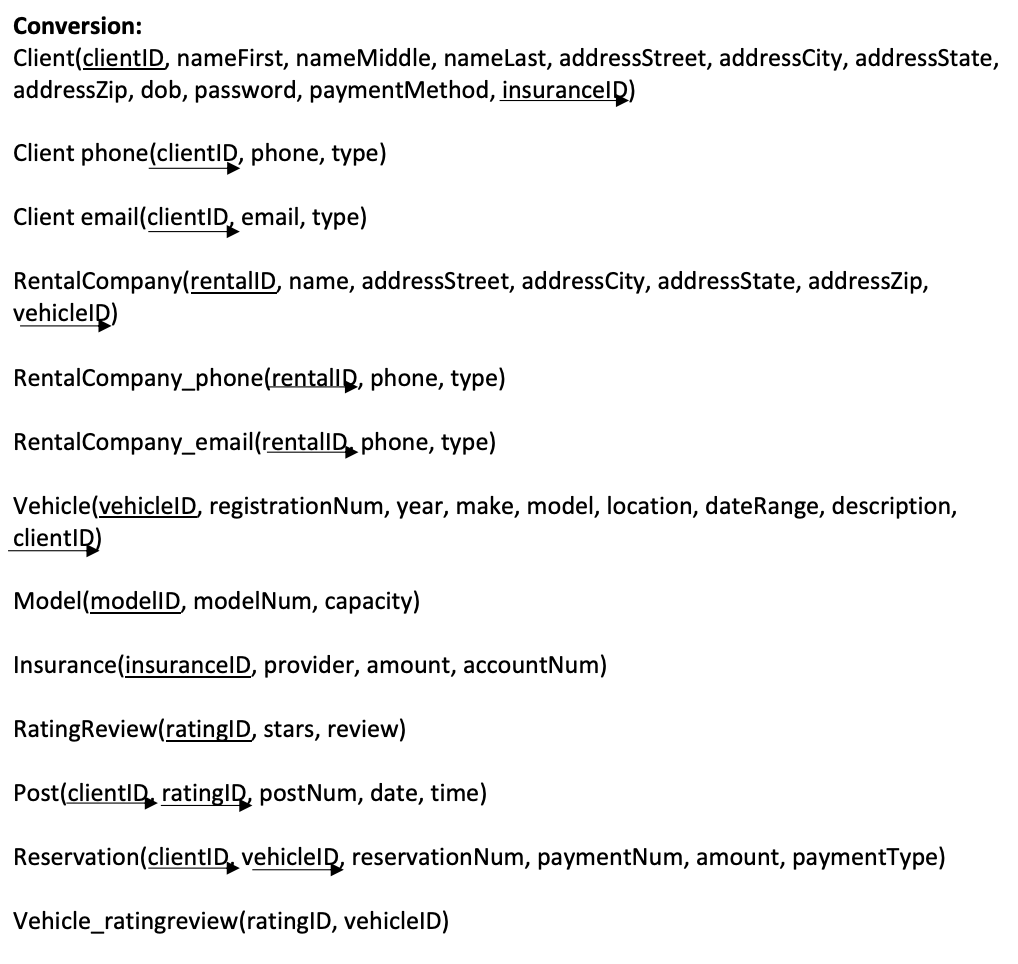 Conversion:
Client(clientID, nameFirst, nameMiddle, nameLast, addressStreet, addressCity, addressState,
addressZip, dob, password, paymentMethod, insuranceID)
Client phone(clientID, phone, type)
Client email(clientID, email, type)
RentalCompany(rentalID, name, addressStreet, addressCity, addressState, addressZip,
vehicleID)
RentalCompany_phone(rentalID, phone, type)
RentalCompany_email(rentalID, phone, type)
Vehicle(vehicleID, registrationNum, year, make, model, location, dateRange, description,
clientID)
Model(modelID, modelNum, capacity)
Insurance(insuranceID, provider, amount, accountNum)
RatingReview(ratingID, stars, review)
Post(clientID, ratingID, postNum, date, time)
Reservation(clientID, vehicleID, reservationNum, paymentNum, amount, paymentType)
Vehicle_ratingreview(ratingID, vehicleID)